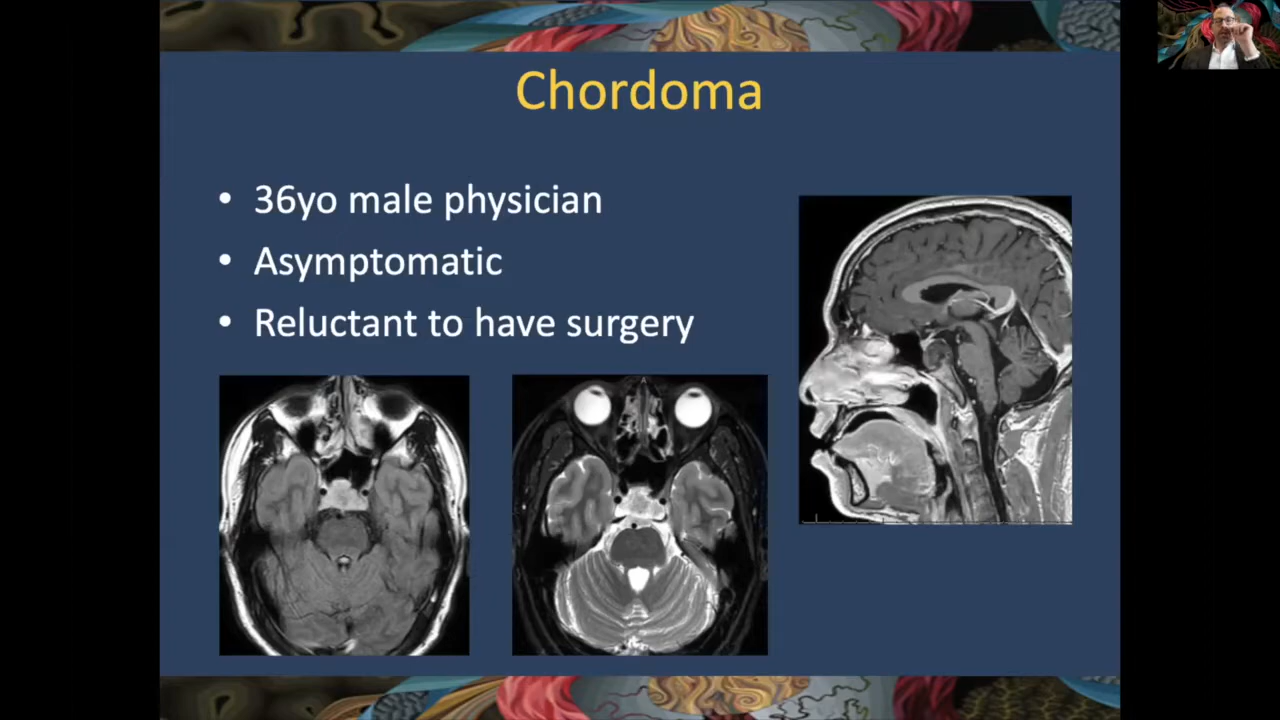 Chordoma
• 36yo male physician
• Asymptomatic
• Reluctant to have surgery